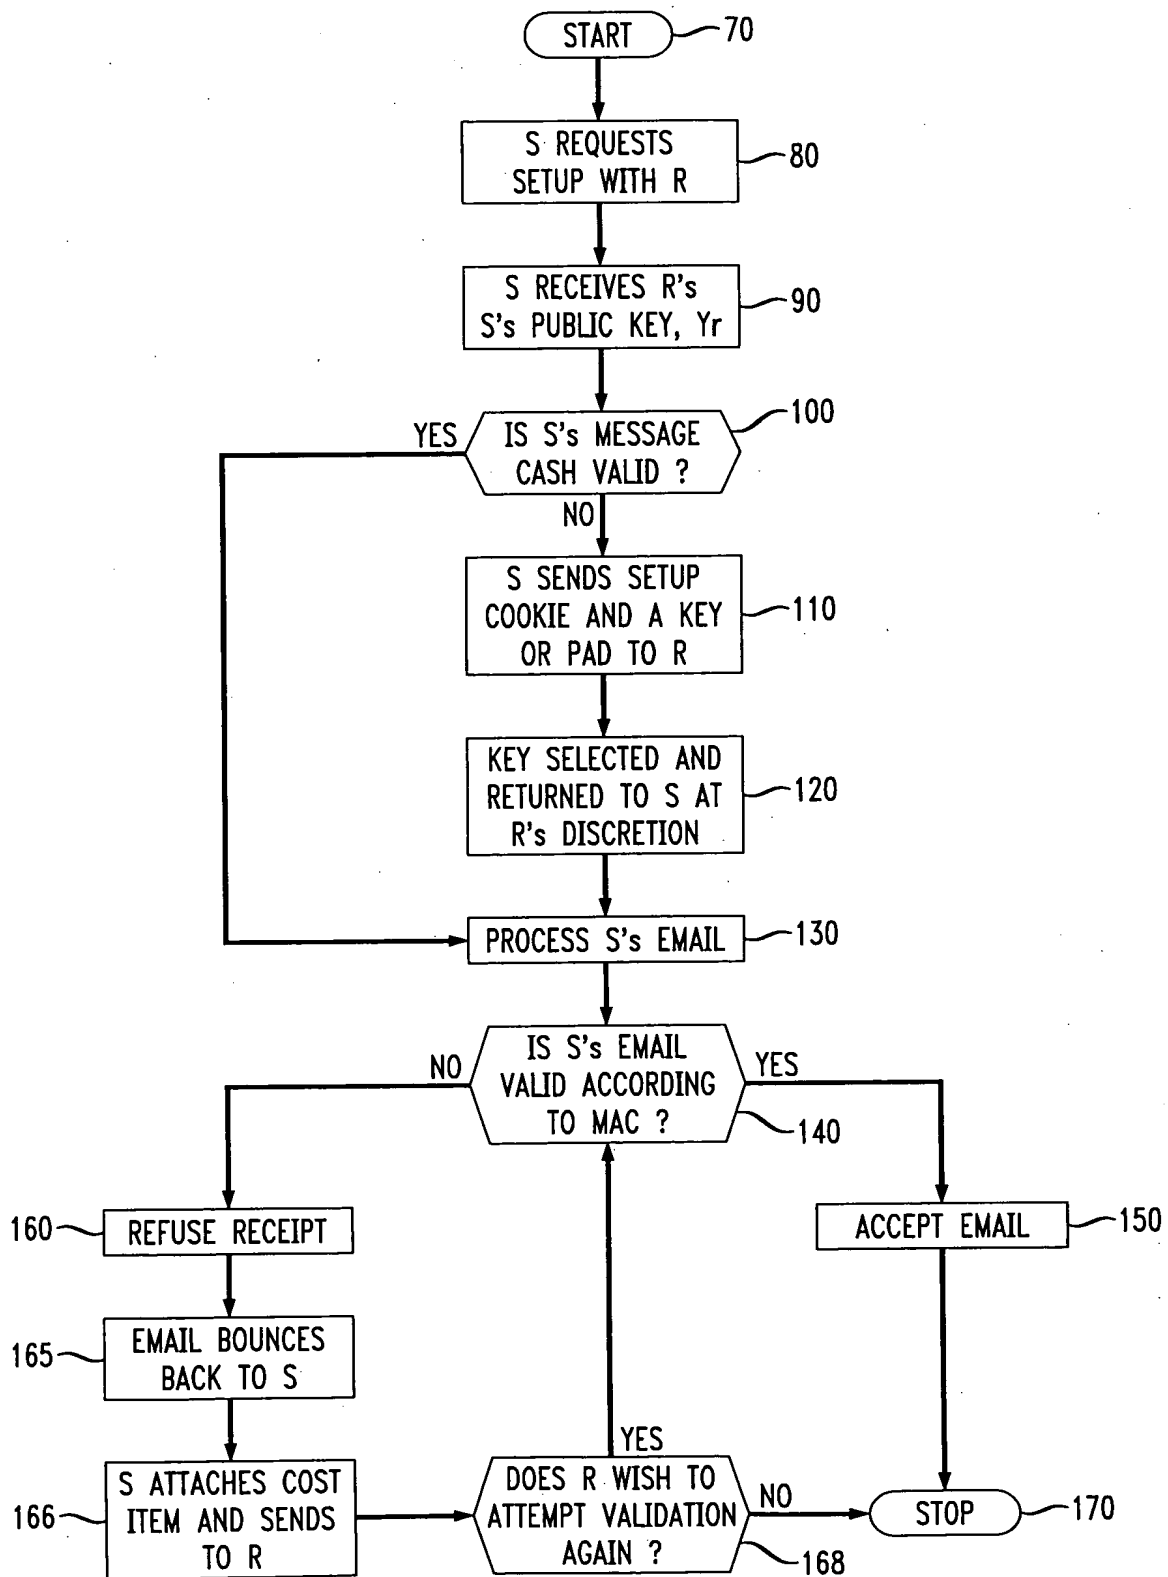 START
70
S REQUESTS
SETUP WITH R
80
S RECEIVES R's
S's PUBLIC KEY, Yr
90
IS S's MESSAGE
CASH VALID ?
100
YES
NO
S SENDS SETUP
COOKIE AND A KEY
OR PAD TO R
110
KEY SELECTED AND
RETURNED TO S AT
R's DISCRETION
120
PROCESS S's EMAIL
130
IS S's EMAIL
VALID ACCORDING
TO MAC ?
140
NO
YES
160
REFUSE RECEIPT
ACCEPT EMAIL
150
165
EMAIL BOUNCES
BACK TO S
166
S ATTACHES COST
ITEM AND SENDS
TO R
YES
DOES R WISH TO
ATTEMPT VALIDATION
AGAIN ?
168
NO
STOP
170